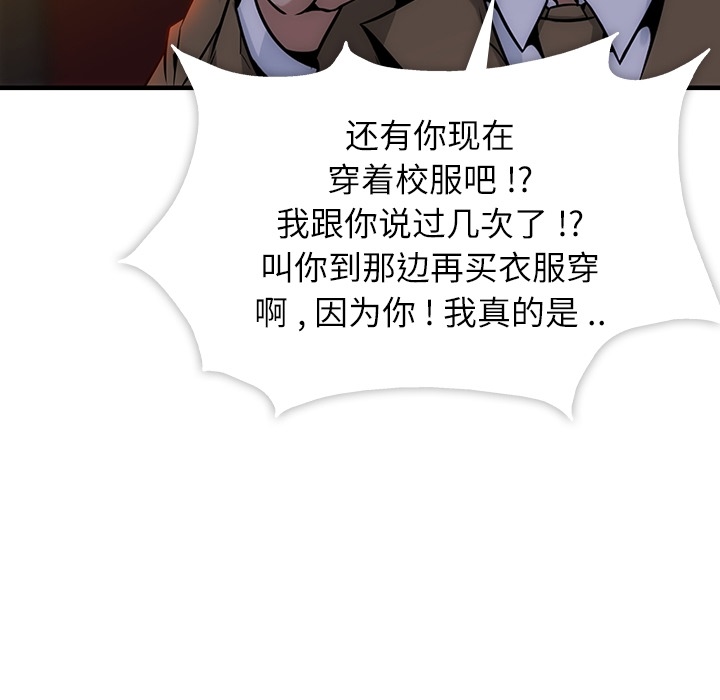 还有你现在
穿着校服吧 !?
我跟你说过几次了 !?
叫你到那边再买衣服穿
啊 , 因为你 ! 我真的是 ..